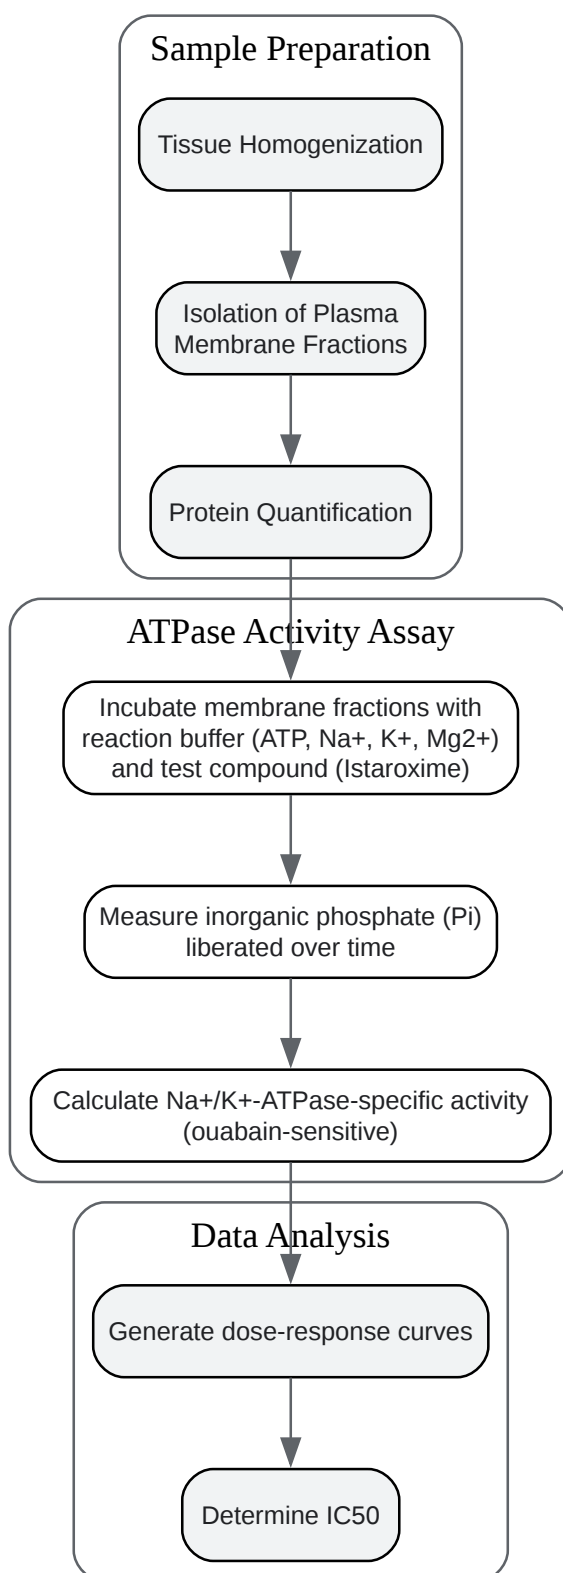 Sample Preparation
Tissue Homogenization
Isolation of Plasma
Membrane Fractions
Protein Quantification
ATPase Activity Assay
Incubate membrane fractions with
reaction buffer (ATP, Na+, K+, Mg2+)
and test compound (Istaroxime)
Measure inorganic phosphate (Pi)
liberated over time
Calculate Na+/K+-ATPase-specific activity
(ouabain-sensitive)
Data Analysis
Generate dose-response curves
Determine IC50